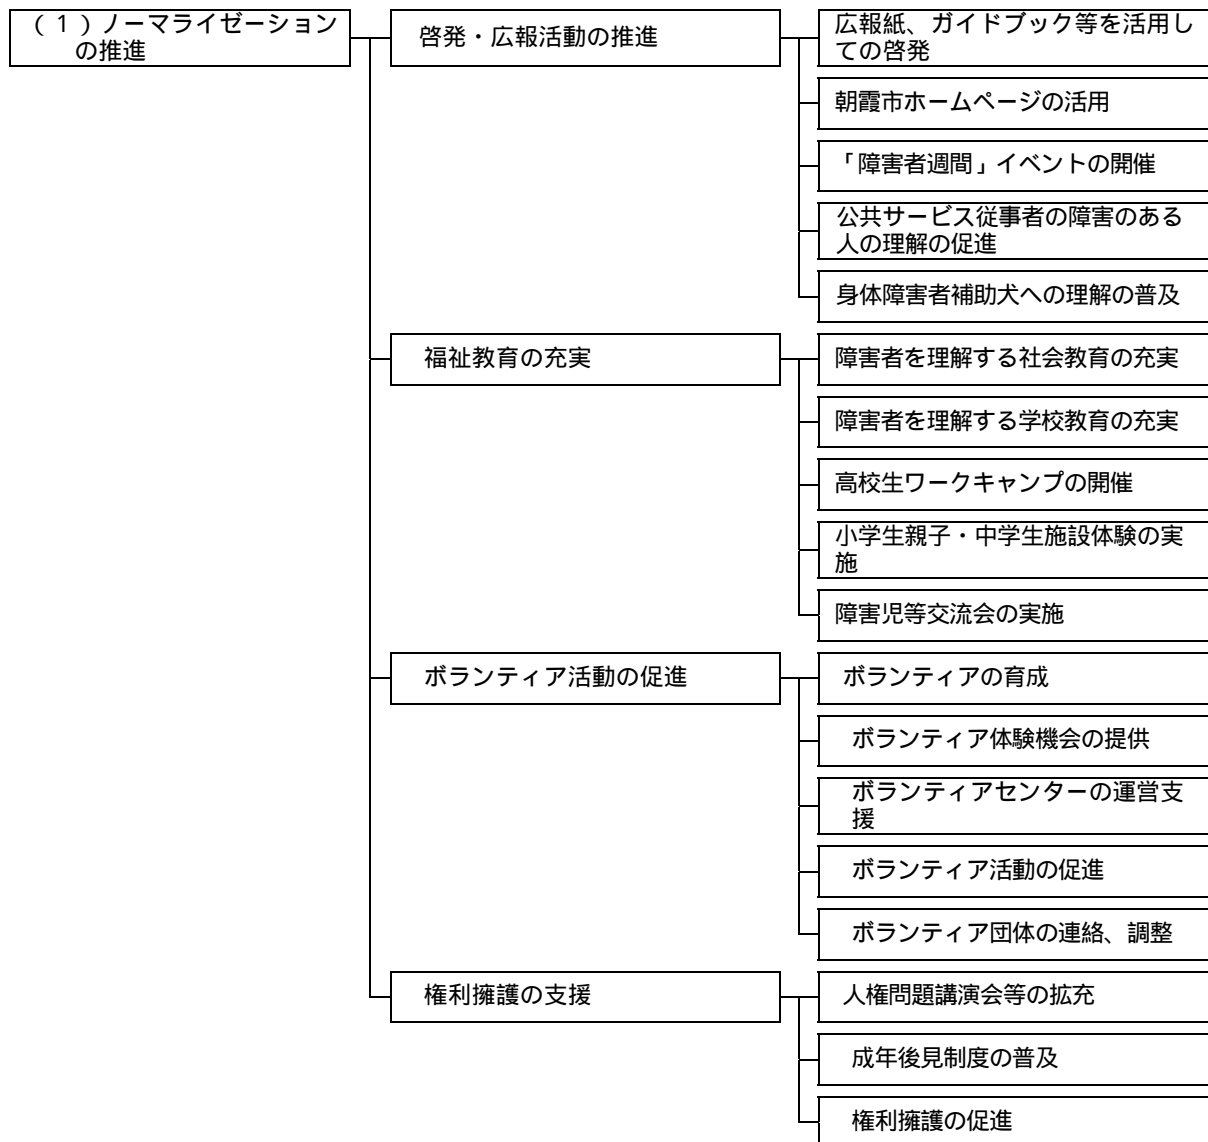 （１）ノーマライゼーション
の推進
啓発・広報活動の推進
広報紙、ガイドブック等を活用し
ての啓発
朝霞市ホームページの活用
「障害者週間」イベントの開催
公共サービス従事者の障害のある
人の理解の促進
身体障害者補助犬への理解の普及
福祉教育の充実
障害者を理解する社会教育の充実
障害者を理解する学校教育の充実
高校生ワークキャンプの開催
小学生親子・中学生施設体験の実
施
障害児等交流会の実施
ボランティア活動の促進
ボランティアの育成
ボランティア体験機会の提供
ボランティアセンターの運営支
援
ボランティア活動の促進
ボランティア団体の連絡、調整
権利擁護の支援
人権問題講演会等の拡充
成年後見制度の普及
権利擁護の促進